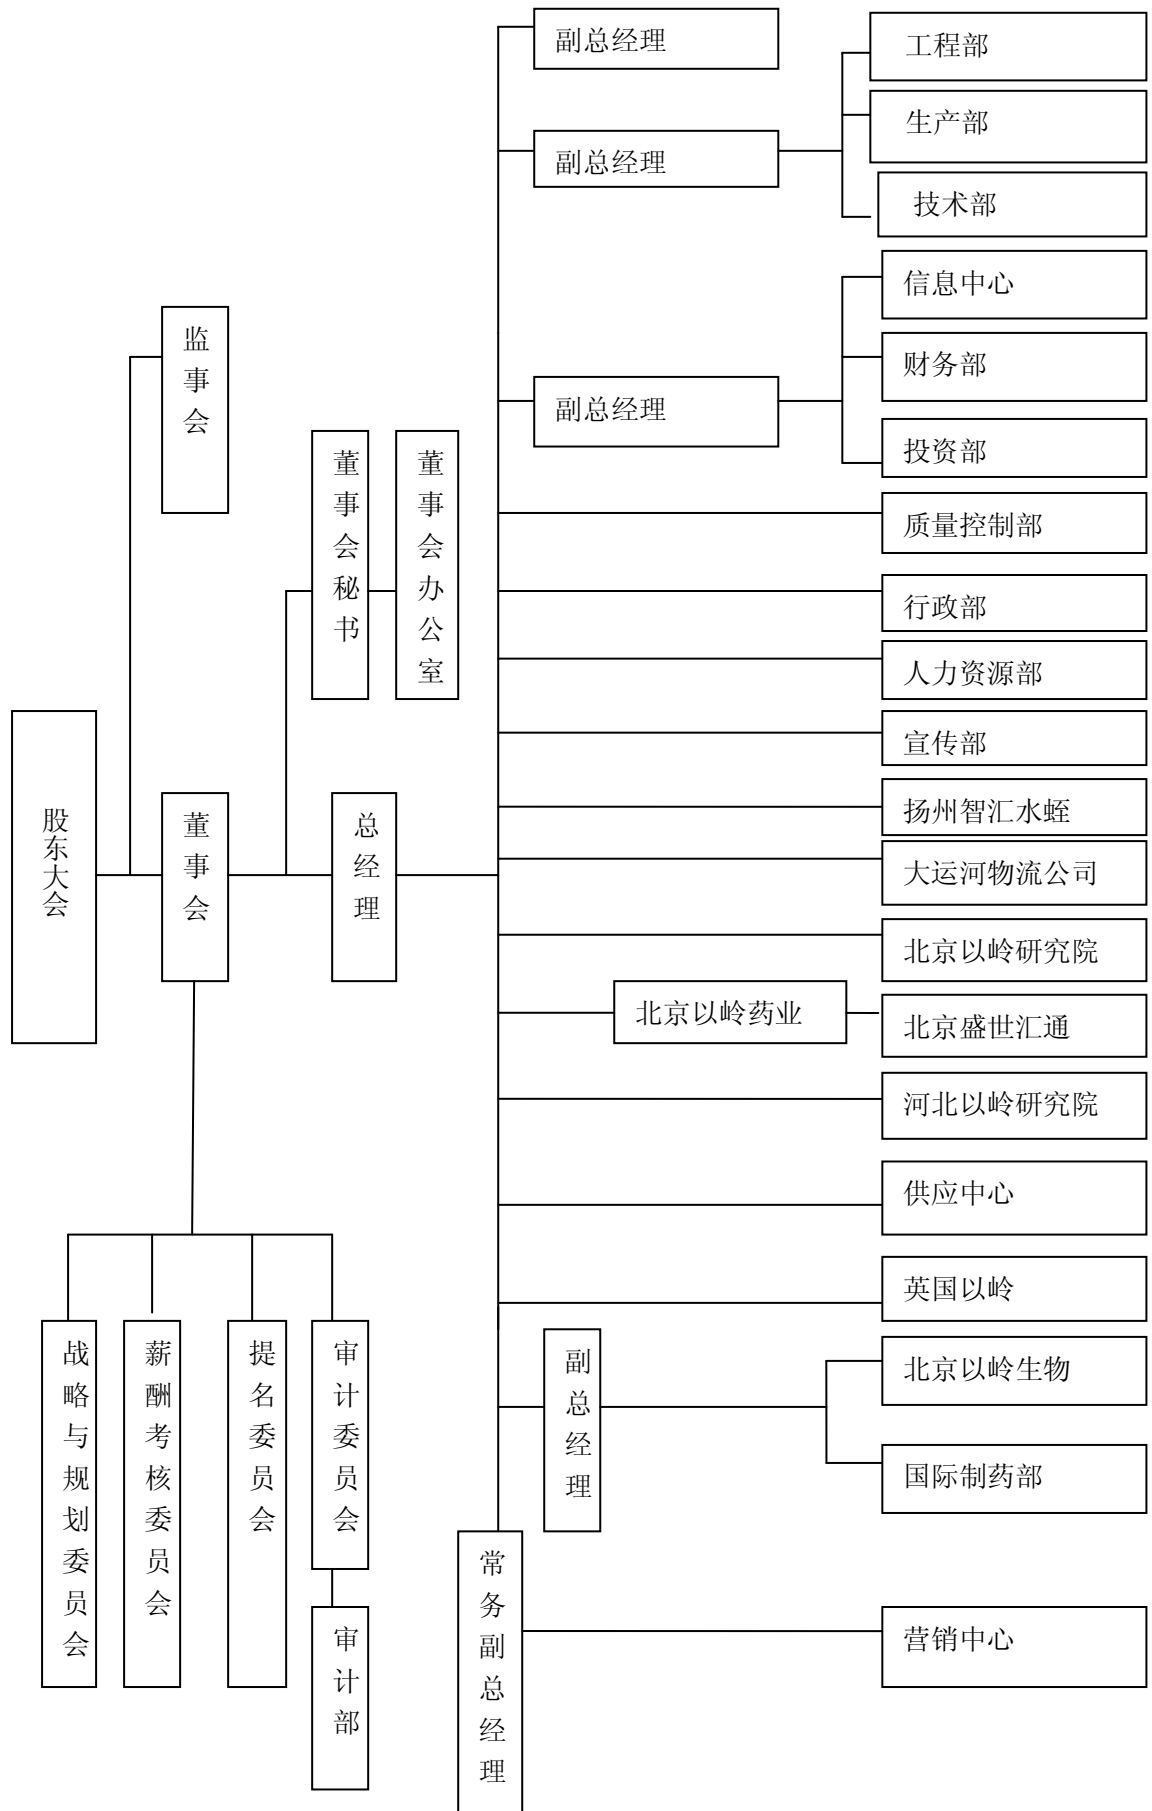 副总经理
工程部
生产部
副总经理
技术部
信息中心
财务部
副总经理
投资部
监事会
董事会秘书
董事会办公室
质量控制部
行政部
人力资源部
宣传部
股东大会
董事会
总经理
扬州智汇水蛭
大运河物流公司
北京以岭研究院
北京以岭药业
北京盛世汇通
河北以岭研究院
供应中心
英国以岭
战略与规划委员会
薪酬考核委员会
提名委员会
审计委员会
副总经理
北京以岭生物
国际制药部
审计部
常务副总经理
营销中心